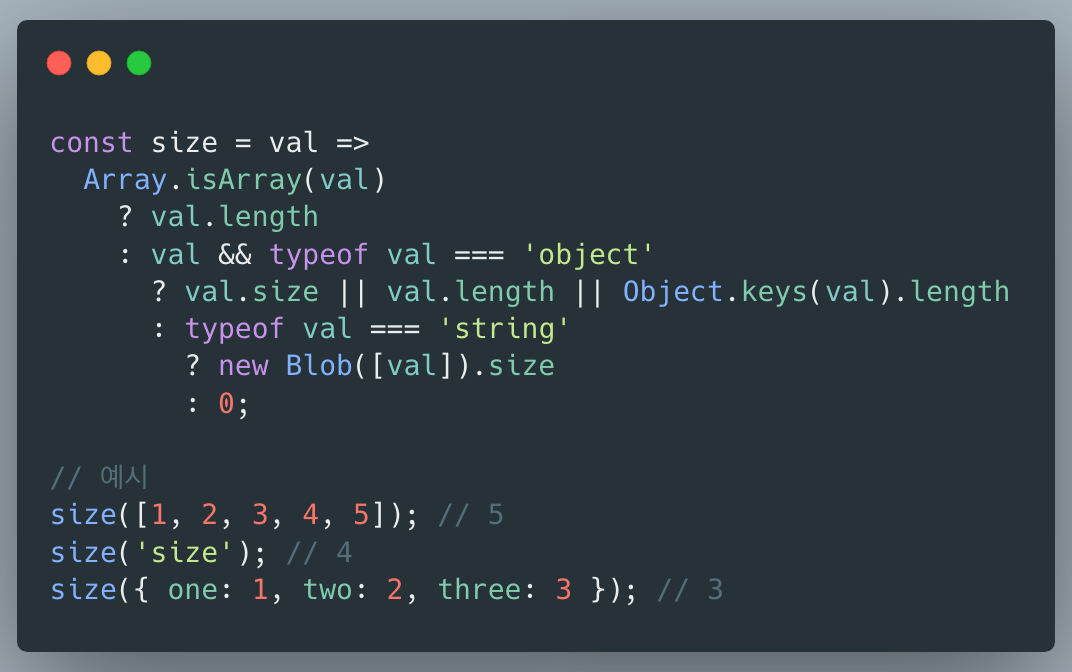 const size = val =>
  Array.isArray(val)
    ? val.length
    : val && typeof val === 'object'
      ? val.size || val.length || Object.keys(val).length
      : typeof val === 'string'
        ? new Blob([val]).size
        : 0;

// 예시
size([1, 2, 3, 4, 5]); // 5
size('size'); // 4
size({ one: 1, two: 2, three: 3 }); // 3